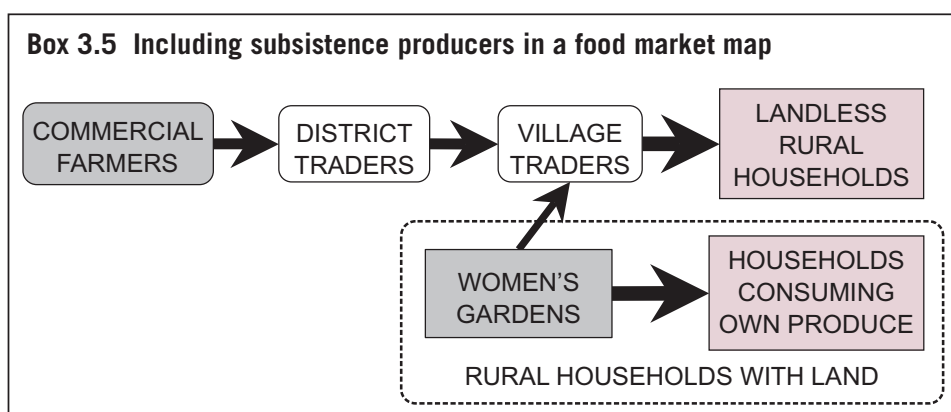 Box 3.5 Including subsistence producers in a food market map
COMMERCIAL
FARMERS
DISTRICT
TRADERS
VILLAGE
TRADERS
LANDLESS
RURAL
HOUSEHOLDS
WOMEN’S
GARDENS
HOUSEHOLDS
CONSUMING
OWN PRODUCE
RURAL HOUSEHOLDS WITH LAND